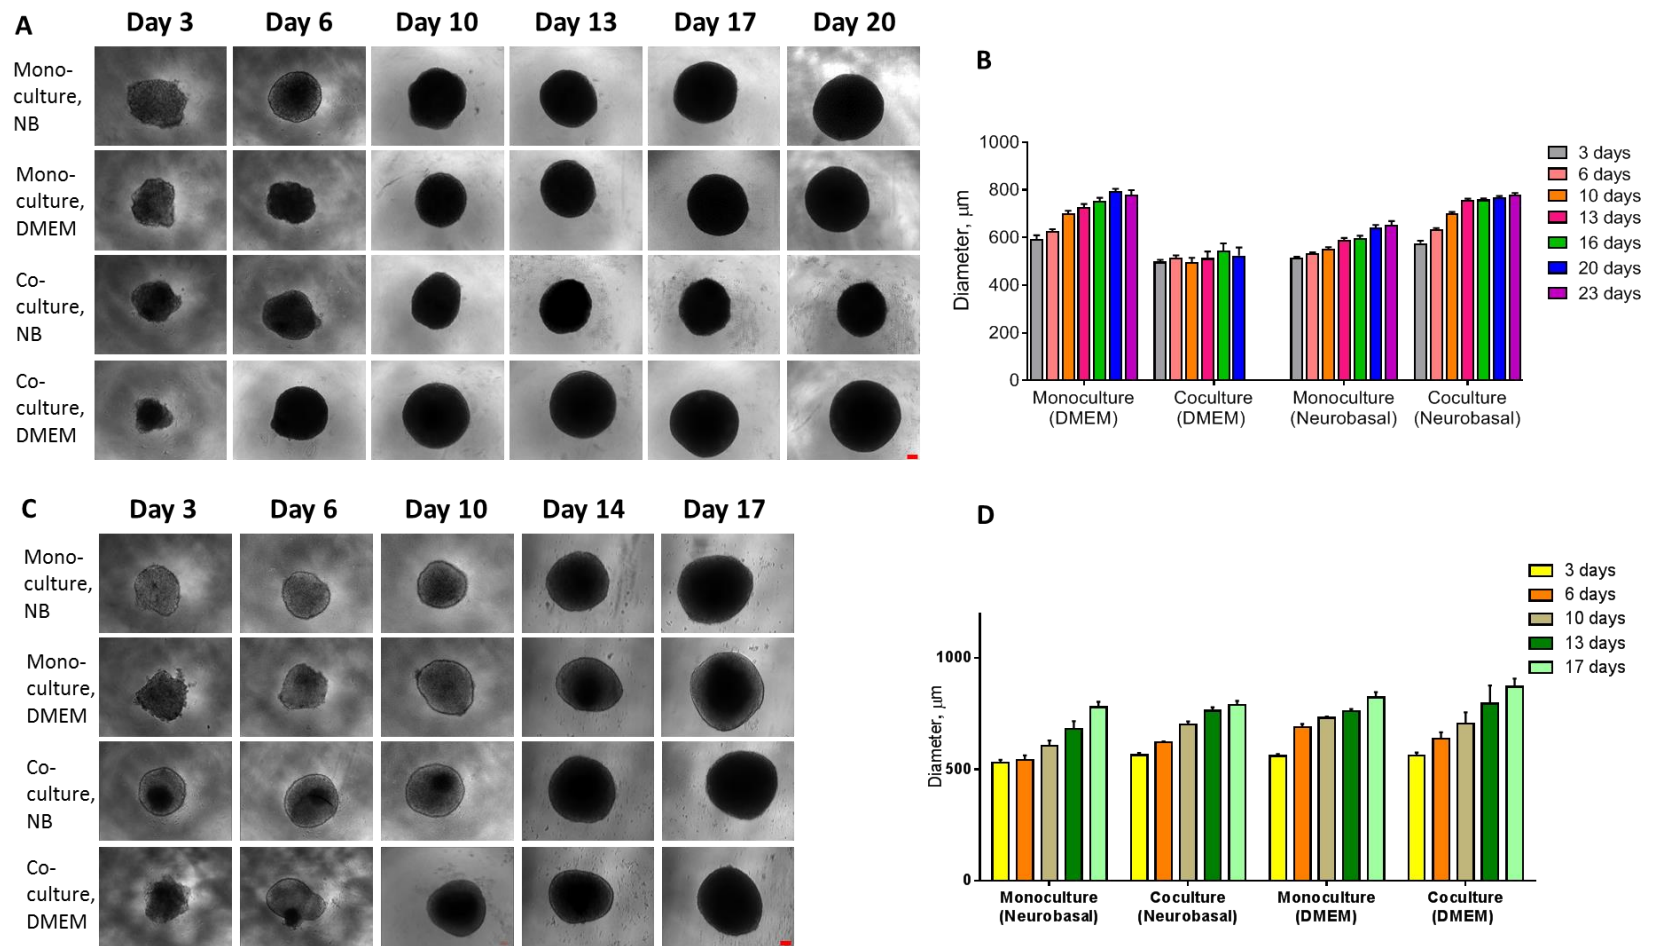 A
Day 3 Day 6 Day 10 Day 13 Day 17 Day 20
Mono-
culture,
NB
Mono-
culture,
DMEM
Co-
culture,
NB
Co-
culture,
DMEM
B
Diameter, μm
1000
800
600
400
200
0
Monoculture
(DMEM)
Coculture
(DMEM)
Monoculture
(Neurobasal)
Coculture
(Neurobasal)
3 days
6 days
10 days
13 days
16 days
20 days
23 days
C
Day 3 Day 6 Day 10 Day 14 Day 17
Mono-
culture,
NB
Mono-
culture,
DMEM
Co-
culture,
NB
Co-
culture,
DMEM
D
Diameter, μm
1000
500
0
Monoculture
(Neurobasal)
Coculture
(Neurobasal)
Monoculture
(DMEM)
Coculture
(DMEM)
3 days
6 days
10 days
13 days
17 days